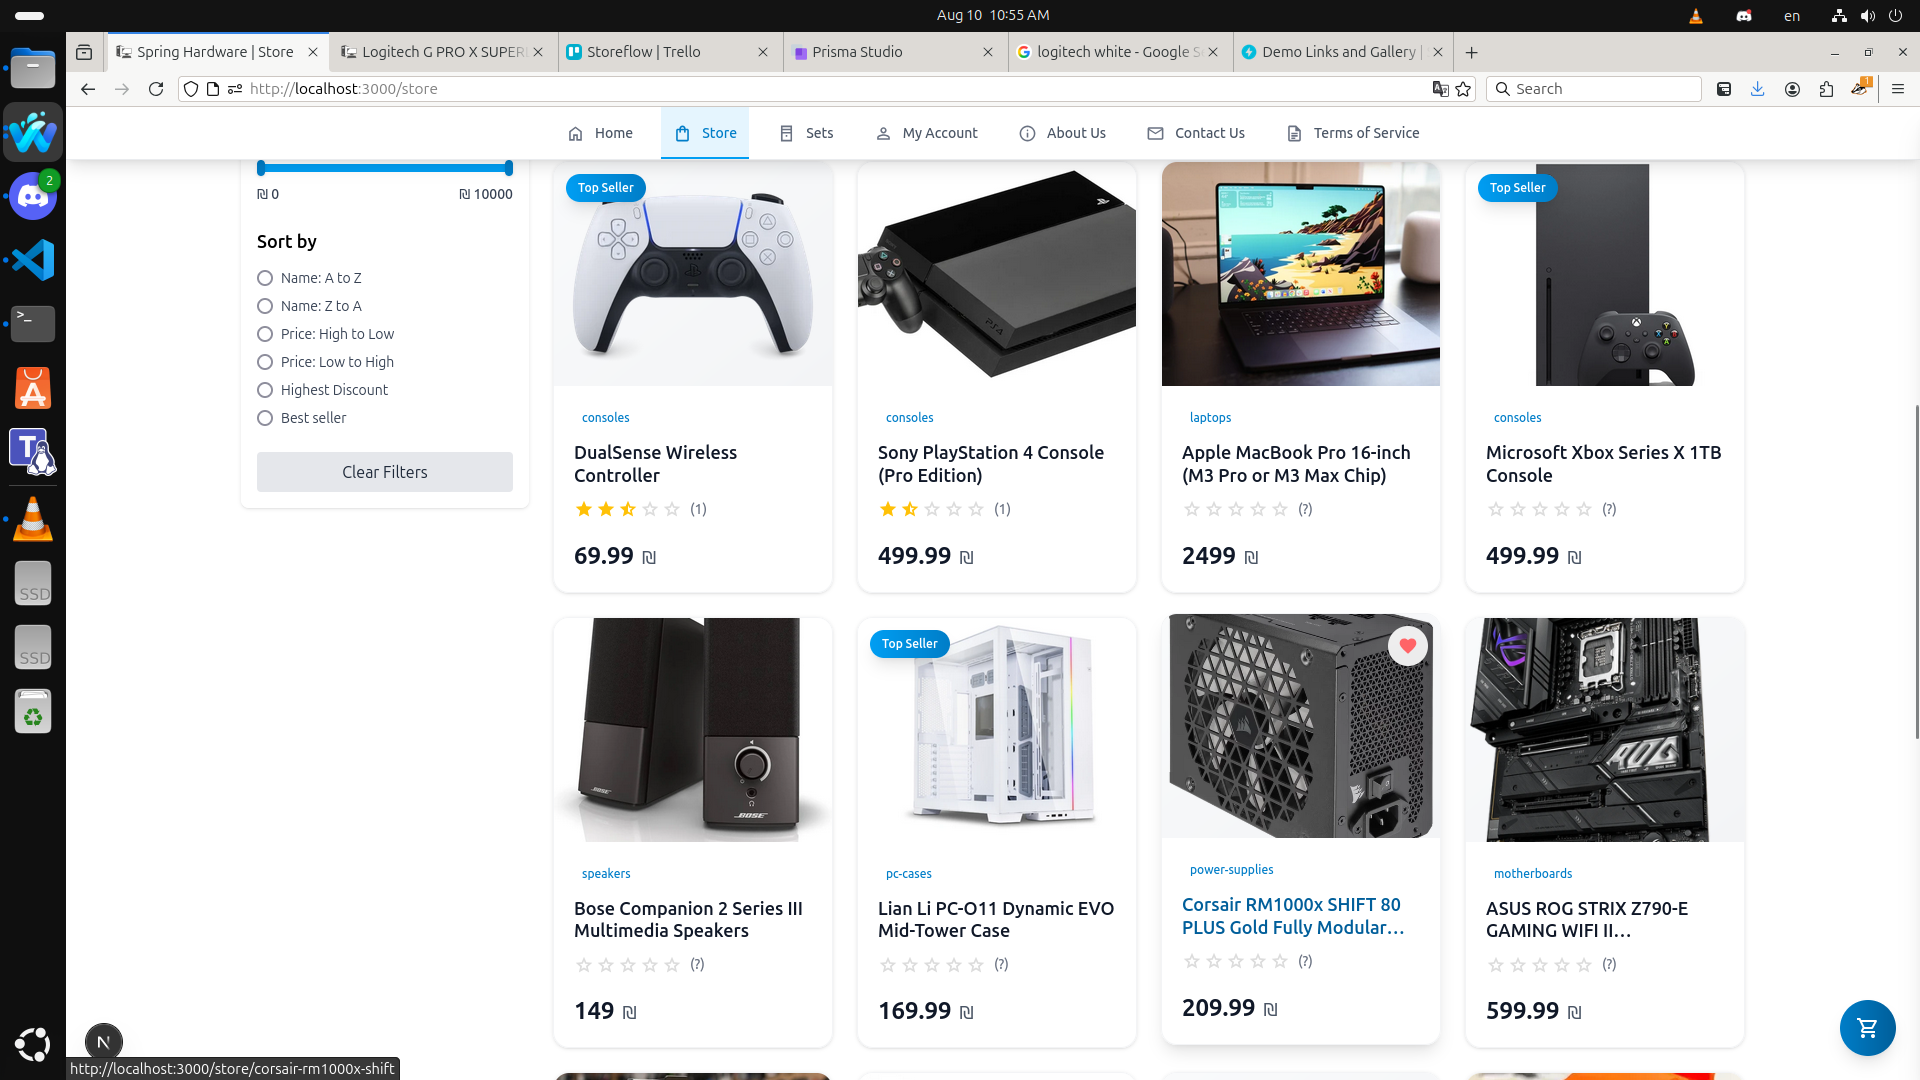 Aug 10 10:55 AM
en
Spring Hardware | Store
Logitech G PRO X SUPER
Storeflow | Trello
Prisma Studio
logitech white - Google S
Demo Links and Gallery |
http://localhost:3000/store
Search
1
2
Home
Store
Sets
My Account
About Us
Contact Us
Terms of Service
₪ 0
₪ 10000
Sort by
Name: A to Z
Name: Z to A
Price: High to Low
Price: Low to High
Highest Discount
Best seller
Clear Filters
Top Seller
consoles
DualSense Wireless
Controller
(1)
69.99 ₪
PS4
consoles
Sony PlayStation 4 Console
(Pro Edition)
(1)
499.99 ₪
laptops
Apple MacBook Pro 16-inch
(M3 Pro or M3 Max Chip)
(?)
2499 ₪
Top Seller
consoles
Microsoft Xbox Series X 1TB
Console
(?)
499.99 ₪
BOSE
BOSE
speakers
Bose Companion 2 Series III
Multimedia Speakers
(?)
149 ₪
Top Seller
pc-cases
Lian Li PC-O11 Dynamic EVO
Mid-Tower Case
(?)
169.99 ₪
power-supplies
Corsair RM1000x SHIFT 80
PLUS Gold Fully Modular...
(?)
209.99 ₪
motherboards
ASUS ROG STRIX Z790-E
GAMING WIFI II...
(?)
599.99 ₪
SSD
SSD
N
http://localhost:3000/store/corsair-rm1000x-shift